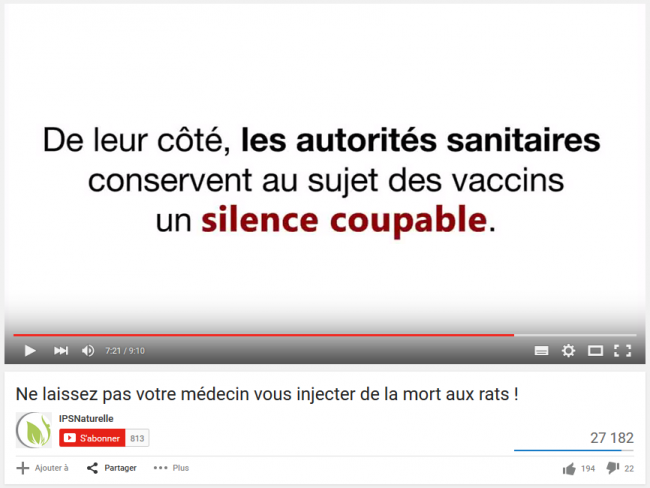 De leur côté, les autorités sanitaires
conservent au sujet des vaccins
un silence coupable.
7:21 / 9:10
Ne laissez pas votre médecin vous injecter de la mort aux rats !
IPSNaturelle
S'abonner 813
27 182
Ajouter à Partager Plus 194 22